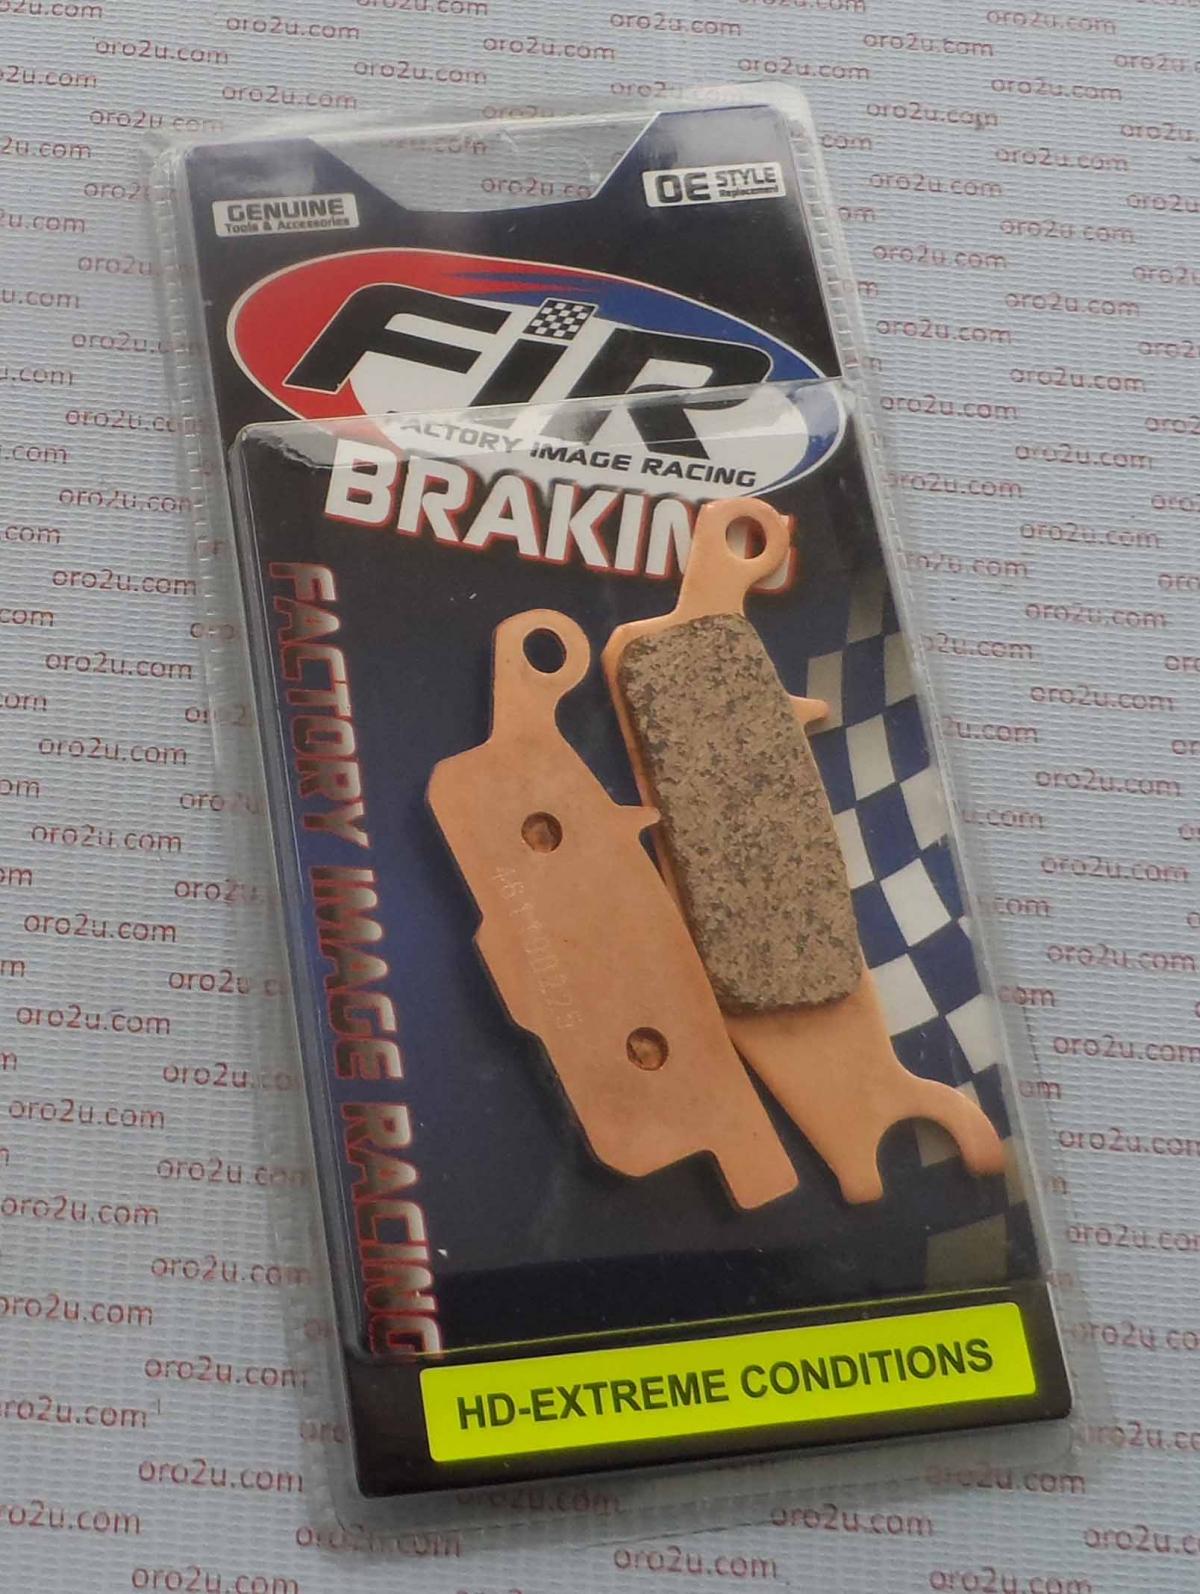 GENUINE
Tools & Accessories
OE STYLE
Replacement
FiR
FACTORY IMAGE RACING
BRAKING
FACTORY IMAGE RACING
HD-EXTREME CONDITIONS
oro2u.com